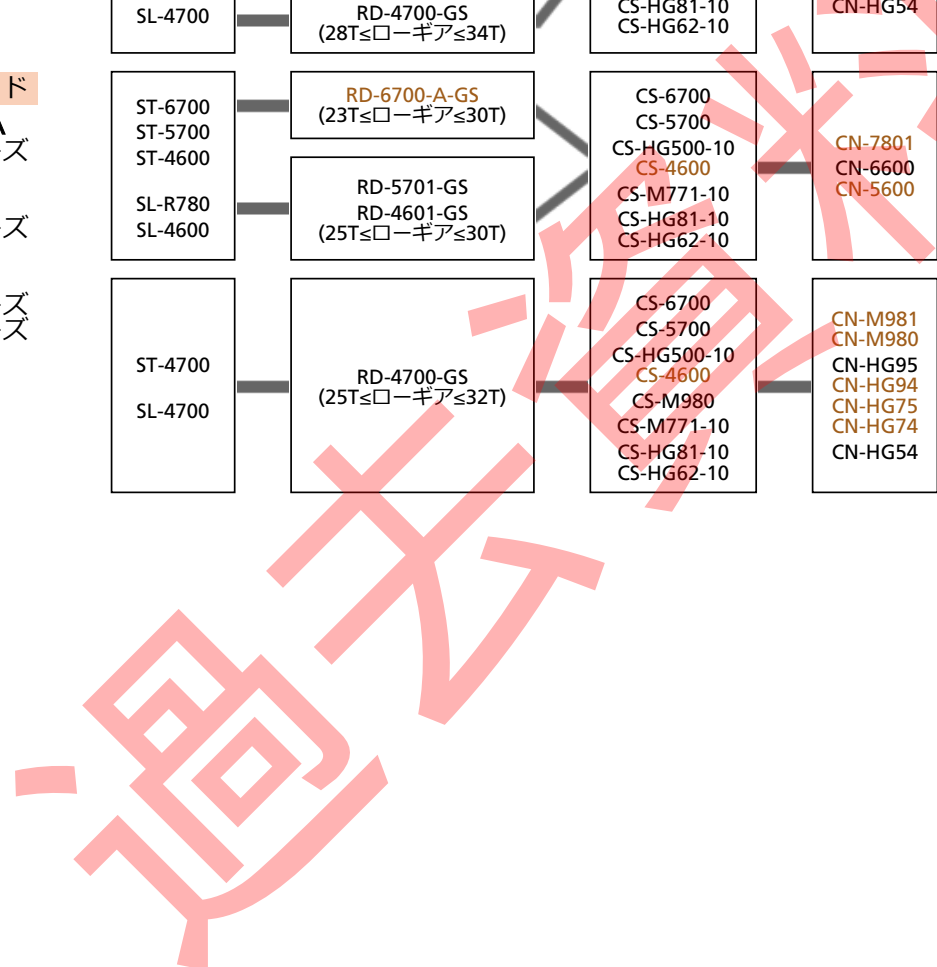 SL-4700
RD-4700-GS
(28T≤ローギア≤34T)
CS-HG81-10
CS-HG62-10
CN-HG54
ド
ズ
ズ
ズ
ズ
ST-6700
ST-5700
ST-4600
SL-R780
SL-4600
RD-6700-A-GS
(23T≤ローギア≤30T)
RD-5701-GS
RD-4601-GS
(25T≤ローギア≤30T)
CS-6700
CS-5700
CS-HG500-10
CS-4600
CS-M771-10
CS-HG81-10
CS-HG62-10
CN-7801
CN-6600
CN-5600
ST-4700
SL-4700
RD-4700-GS
(25T≤ローギア≤32T)
CS-6700
CS-5700
CS-HG500-10
CS-4600
CS-M980
CS-M771-10
CS-HG81-10
CS-HG62-10
CN-M981
CN-M980
CN-HG95
CN-HG94
CN-HG75
CN-HG74
CN-HG54
過去資料